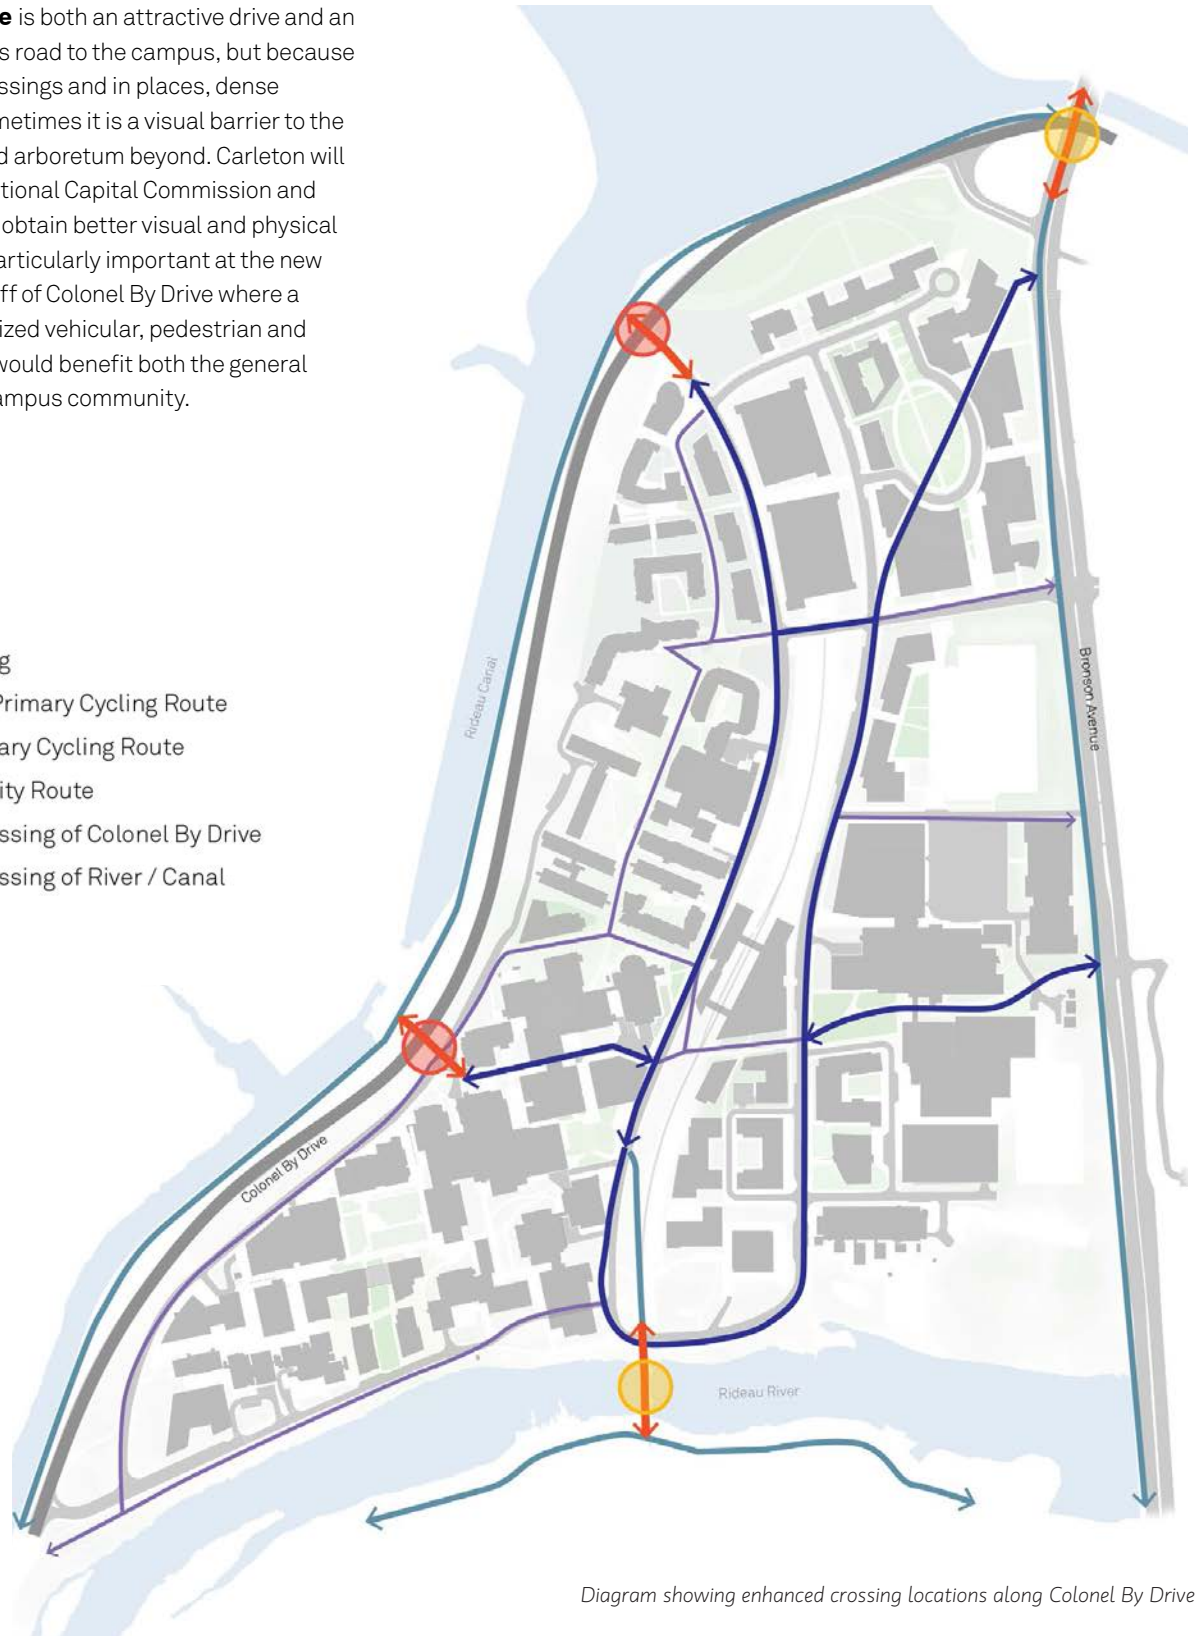 e is both an attractive drive and an
s road to the campus, but because
ssings and in places, dense
metimes it is a visual barrier to the
d arboretum beyond. Carleton will
tional Capital Commission and
obtain better visual and physical
articularly important at the new
ff of Colonel By Drive where a
ized vehicular, pedestrian and
would benefit both the general
ampus community.
g
Primary Cycling Route
ary Cycling Route
ity Route
ssing of Colonel By Drive
ssing of River / Canal
Rideau Canal
Bronson Avenue
Colonel By Drive
Rideau River
Diagram showing enhanced crossing locations along Colonel By Drive